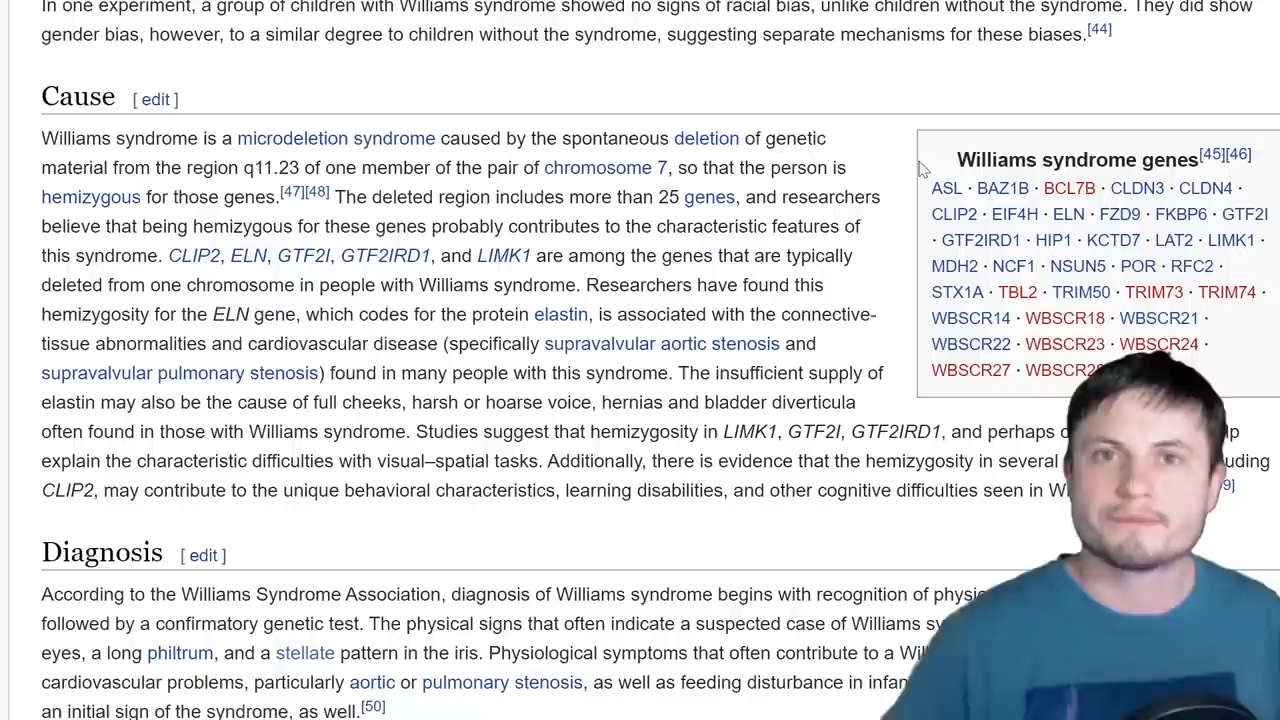 In one experiment, a group of children with Williams syndrome showed no signs of racial bias, unlike children without the syndrome. They did show
gender bias, however, to a similar degree to children without the syndrome, suggesting separate mechanisms for these biases.[44]
Cause [ edit ]
Williams syndrome is a microdeletion syndrome caused by the spontaneous deletion of genetic
material from the region q11.23 of one member of the pair of chromosome 7, so that the person is
hemizygous for those genes.[47][48] The deleted region includes more than 25 genes, and researchers
believe that being hemizygous for these genes probably contributes to the characteristic features of
this syndrome. CLIP2, ELN, GTF2I, GTF2IRD1, and LIMK1 are among the genes that are typically
deleted from one chromosome in people with Williams syndrome. Researchers have found this
hemizygosity for the ELN gene, which codes for the protein elastin, is associated with the connective-
tissue abnormalities and cardiovascular disease (specifically supravalvular aortic stenosis and
supravalvular pulmonary stenosis) found in many people with this syndrome. The insufficient supply of
elastin may also be the cause of full cheeks, harsh or hoarse voice, hernias and bladder diverticula
often found in those with Williams syndrome. Studies suggest that hemizygosity in LIMK1, GTF2I, GTF2IRD1, and perhaps
explain the characteristic difficulties with visual–spatial tasks. Additionally, there is evidence that the hemizygosity in several
CLIP2, may contribute to the unique behavioral characteristics, learning disabilities, and other cognitive difficulties seen in
Williams syndrome genes[45][46]
ASL · BAZ1B · BCL7B · CLDN3 · CLDN4 ·
CLIP2 · EIF4H · ELN · FZD9 · FKBP6 · GTF2I
· GTF2IRD1 · HIP1 · KCTD7 · LAT2 · LIMK1 ·
MDH2 · NCF1 · NSUN5 · POR · RFC2 ·
STX1A · TBL2 · TRIM50 · TRIM73 · TRIM74 ·
WBSCR14 · WBSCR18 · WBSCR21 ·
WBSCR22 · WBSCR23 · WBSCR24 ·
WBSCR27 ·
Diagnosis [ edit ]
According to the Williams Syndrome Association, diagnosis of Williams syndrome begins with recognition of
followed by a confirmatory genetic test. The physical signs that often indicate a suspected case of Williams
eyes, a long philtrum, and a stellate pattern in the iris. Physiological symptoms that often contribute to a
cardiovascular problems, particularly aortic or pulmonary stenosis, as well as feeding disturbance in
an initial sign of the syndrome, as well.[50]